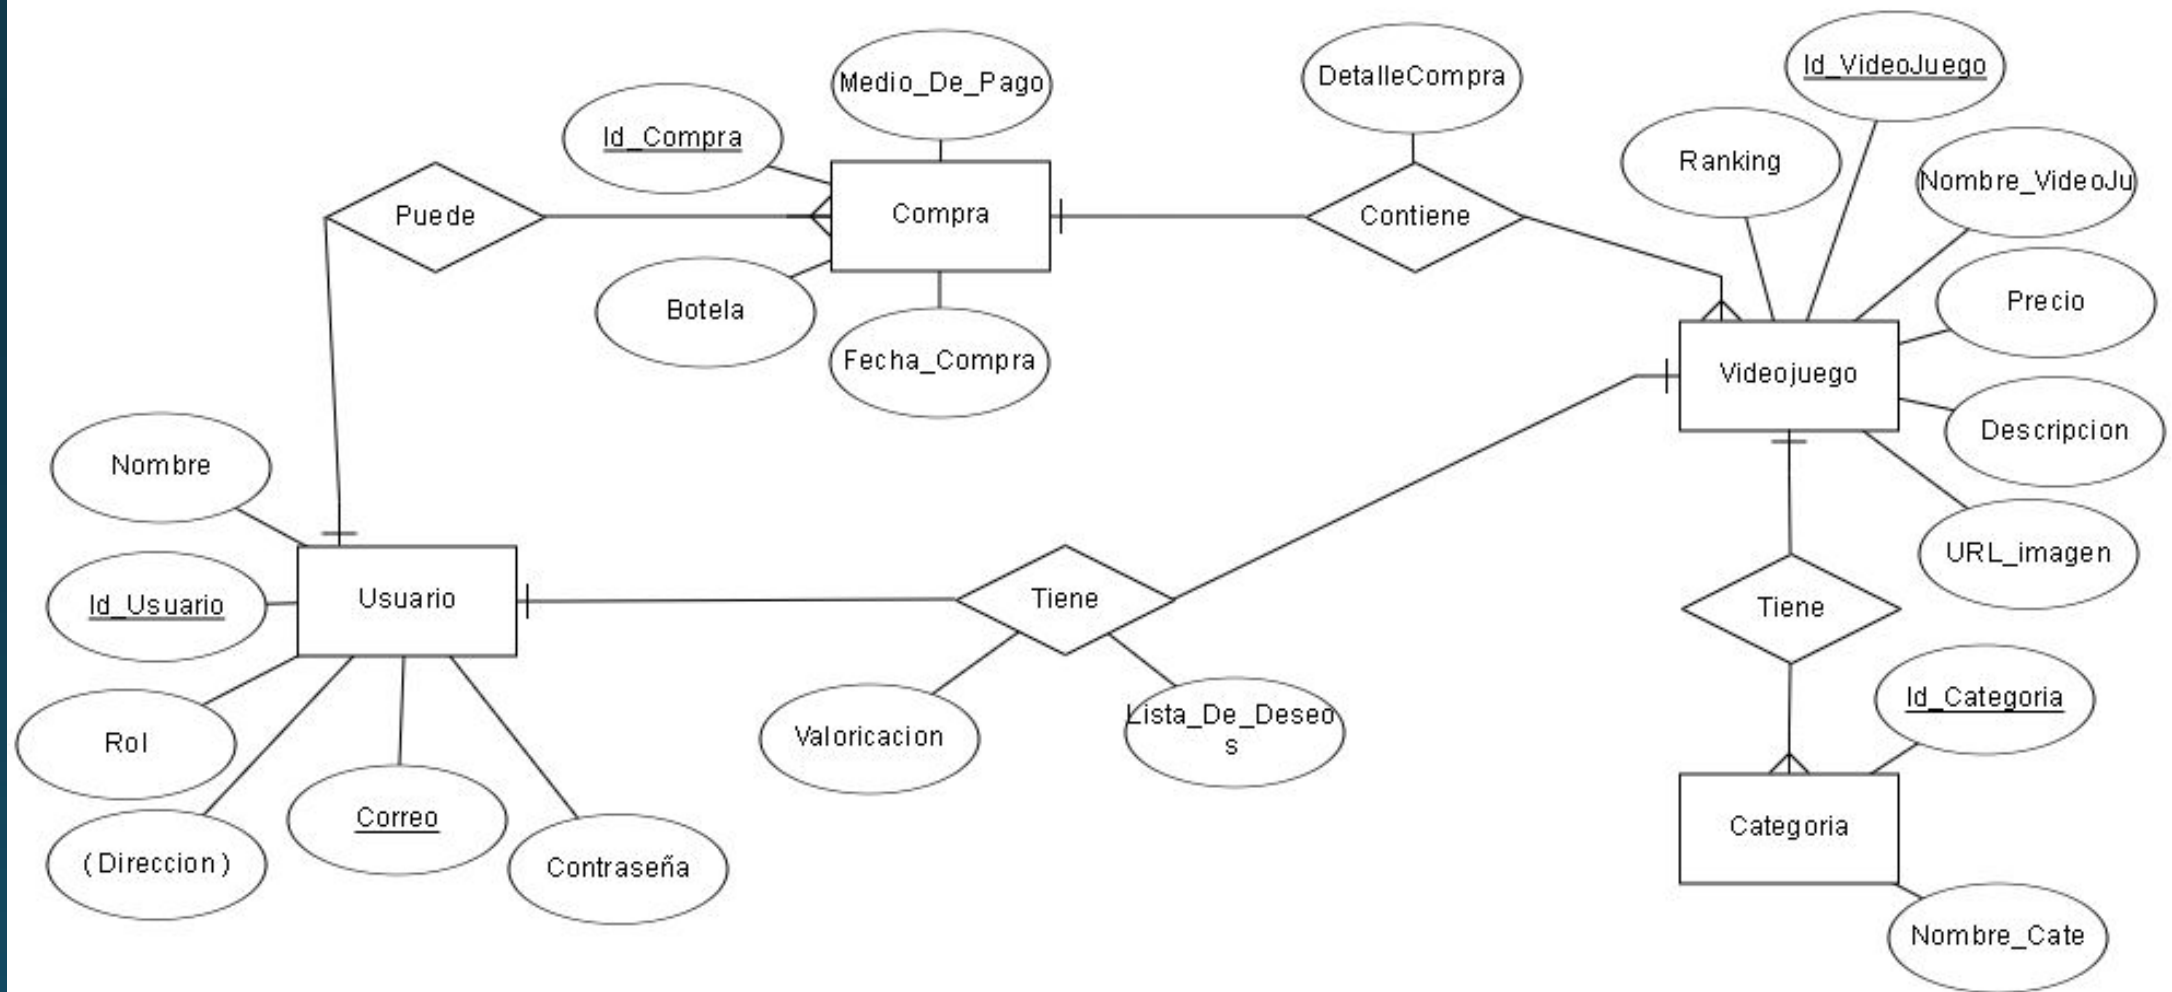 Id_VideoJuego
Medio_De_Pago
DetalleCompra
Id_Compra
Ranking
Nombre_VideoJu
Puede
Compra
Contiene
Botela
Precio
Fecha_Compra
Videojuego
Descripcion
Nombre
URL_imagen
Id_Usuario
Usuario
Tiene
Tiene
Id_Categoria
Rol
Valoricacion
Lista_De_Deseo
s
Correo
Categoria
(Direccion)
Contraseña
Nombre_Cate